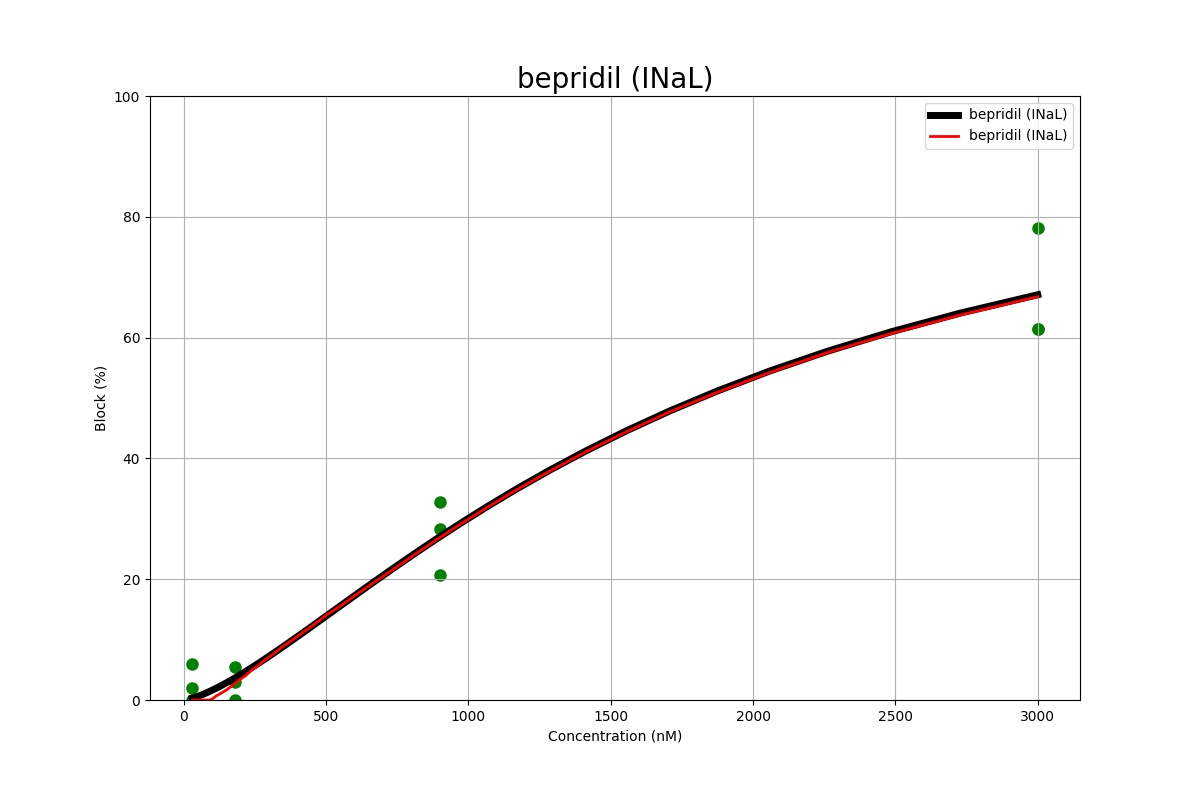 bepridil (INaL)
bepridil (INaL)
bepridil (INaL)
100
80
60
40
20
0
Block (%)
0 500 1000 1500 2000 2500 3000
Concentration (nM)